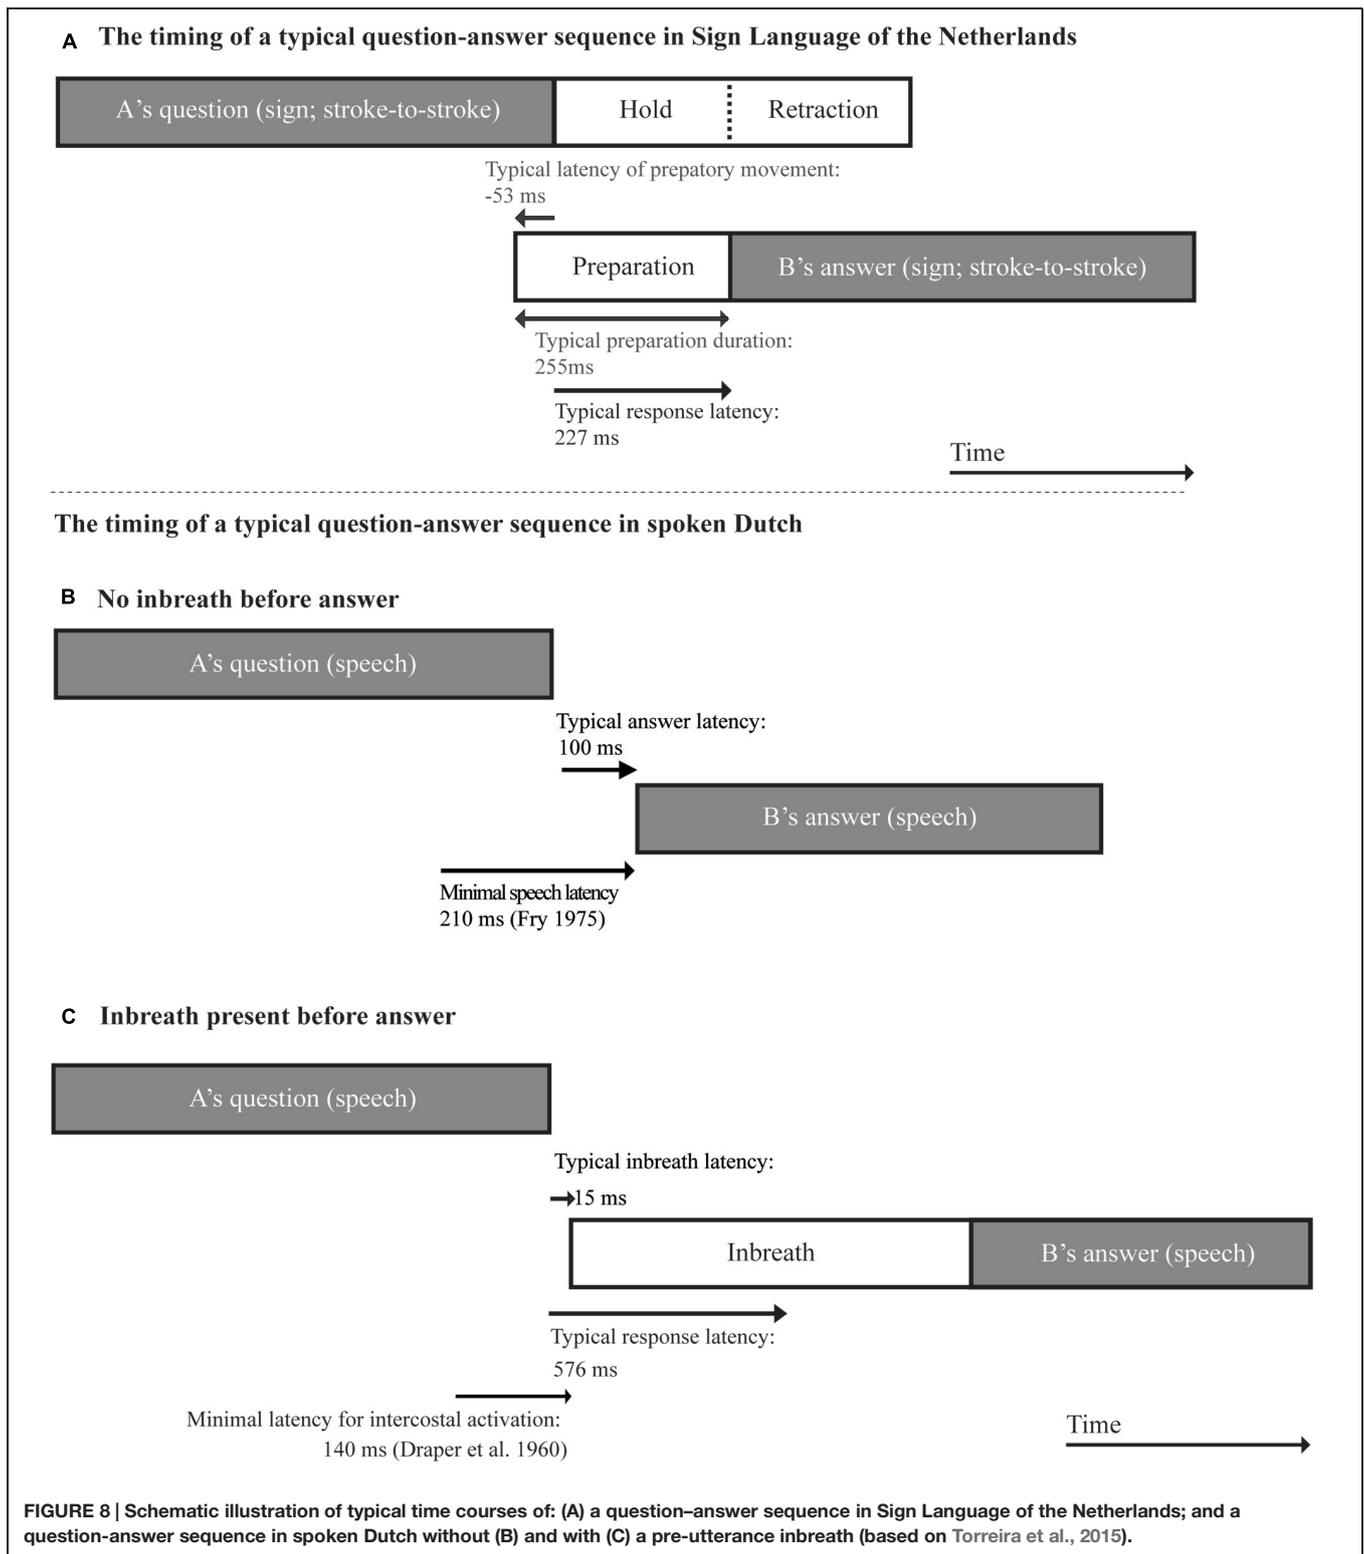 A The timing of a typical question-answer sequence in Sign Language of the Netherlands
A's question (sign; stroke-to-stroke)
Hold
Retraction
Typical latency of prepatory movement:
-53 ms
Preparation
B's answer (sign; stroke-to-stroke)
Typical preparation duration:
255ms
Typical response latency:
227 ms
Time
The timing of a typical question-answer sequence in spoken Dutch
B No inbreath before answer
A's question (speech)
Typical answer latency:
100 ms
B's answer (speech)
Minimal speech latency
210 ms (Fry 1975)
C Inbreath present before answer
A's question (speech)
Typical inbreath latency:
15 ms
Inbreath
B's answer (speech)
Typical response latency:
576 ms
Minimal latency for intercostal activation:
140 ms (Draper et al. 1960)
Time
FIGURE 8 | Schematic illustration of typical time courses of: (A) a question–answer sequence in Sign Language of the Netherlands; and a
question-answer sequence in spoken Dutch without (B) and with (C) a pre-utterance inbreath (based on Torreira et al., 2015).